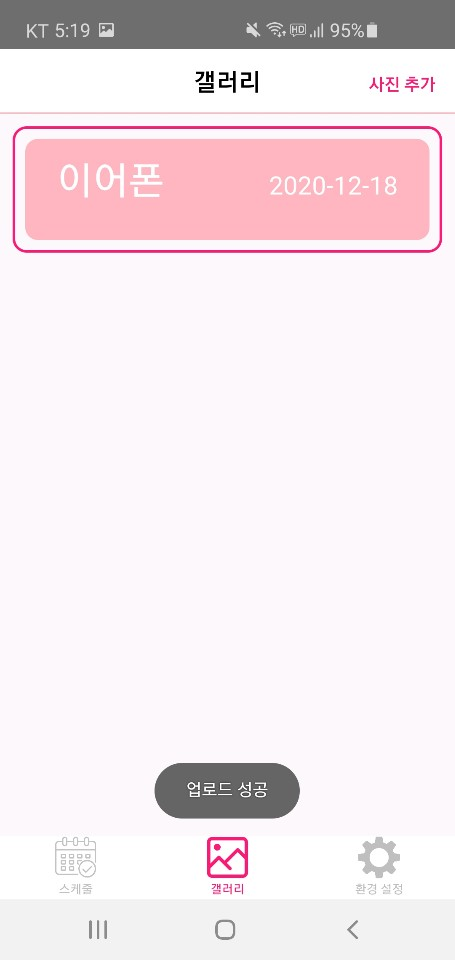 KT 5:19 HD 95%
갤러리 사진 추가
이어폰 2020-12-18
업로드 성공
스케줄 갤러리 환경 설정